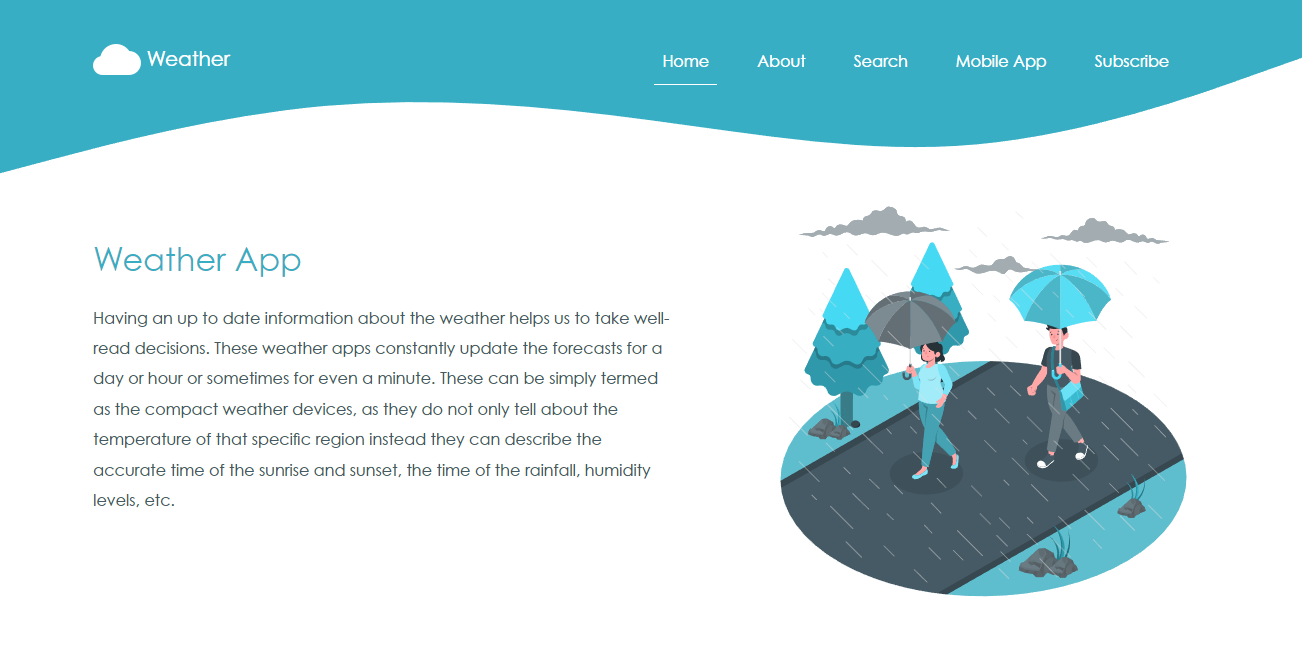 Weather
Home About Search Mobile App Subscribe
Weather App
Having an up to date information about the weather helps us to take well-
read decisions. These weather apps constantly update the forecasts for a
day or hour or sometimes for even a minute. These can be simply termed
as the compact weather devices, as they do not only tell about the
temperature of that specific region instead they can describe the
accurate time of the sunrise and sunset, the time of the rainfall, humidity
levels, etc.